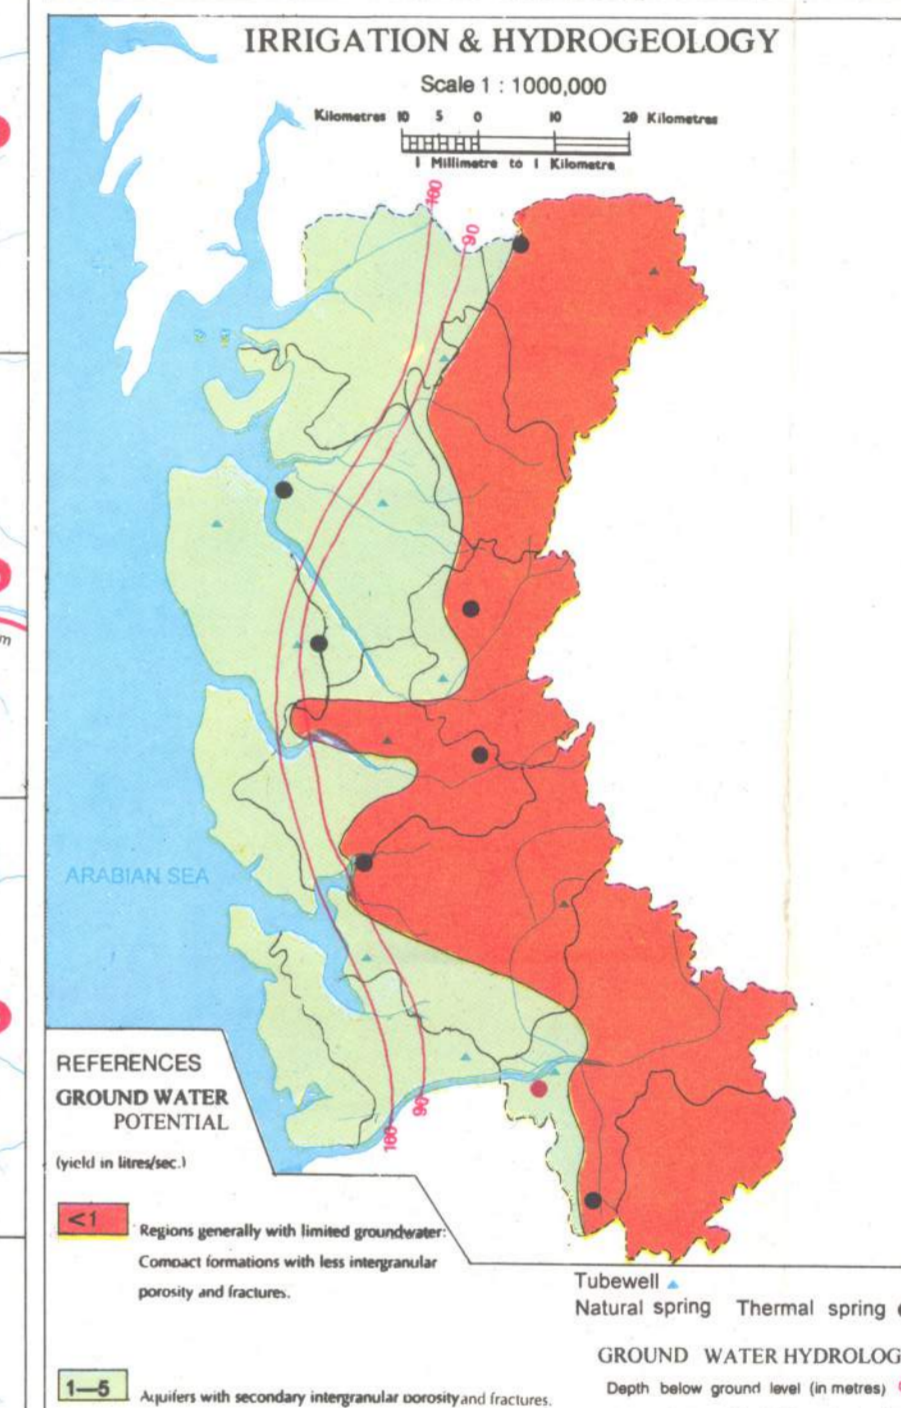 IRRIGATION & HYDROGEOLOGY
Scale 1 : 1000,000
Kilometres 10 5 0 10 20 Kilometres
1 Millimetre to 1 Kilometre
100
90
ARABIAN SEA
REFERENCES
GROUND WATER
POTENTIAL
(yield in litres/sec.)
<1
Regions generally with limited groundwater:
Compact formations with less intergranular
porosity and fractures.
1—5
Aquifers with secondary intergranular porosity and fractures.
100
90
Tubewell
Natural spring Thermal spring
GROUND WATER HYDROLOG
Depth below ground level (in metres)
m